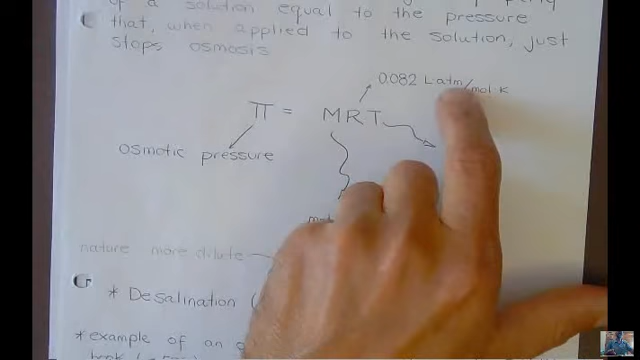 of a solution equal to the pressure
that, when applied to the solution, just
stops osmosis
0.082 L atm/mol K
π = MRT
osmotic pressure
nature more dilute
* Desalination (
* example of an